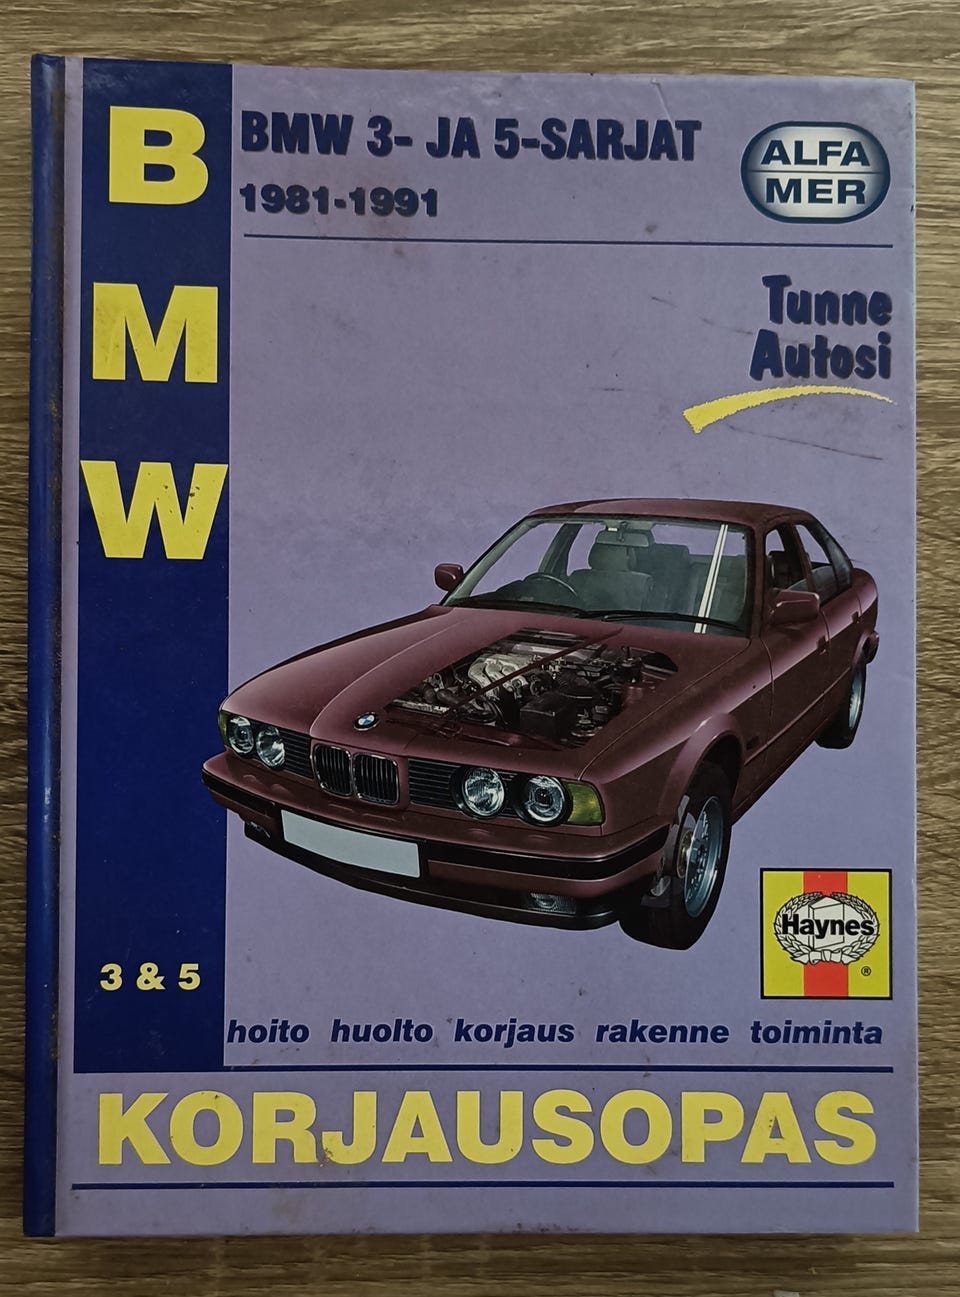 BMW
BMW 3- JA 5-SARJAT
1981-1991
ALFA
MER
Tunne
Autosi
Haynes
®
3 & 5
hoito huolto korjaus rakenne toiminta
KORJAUSOPAS